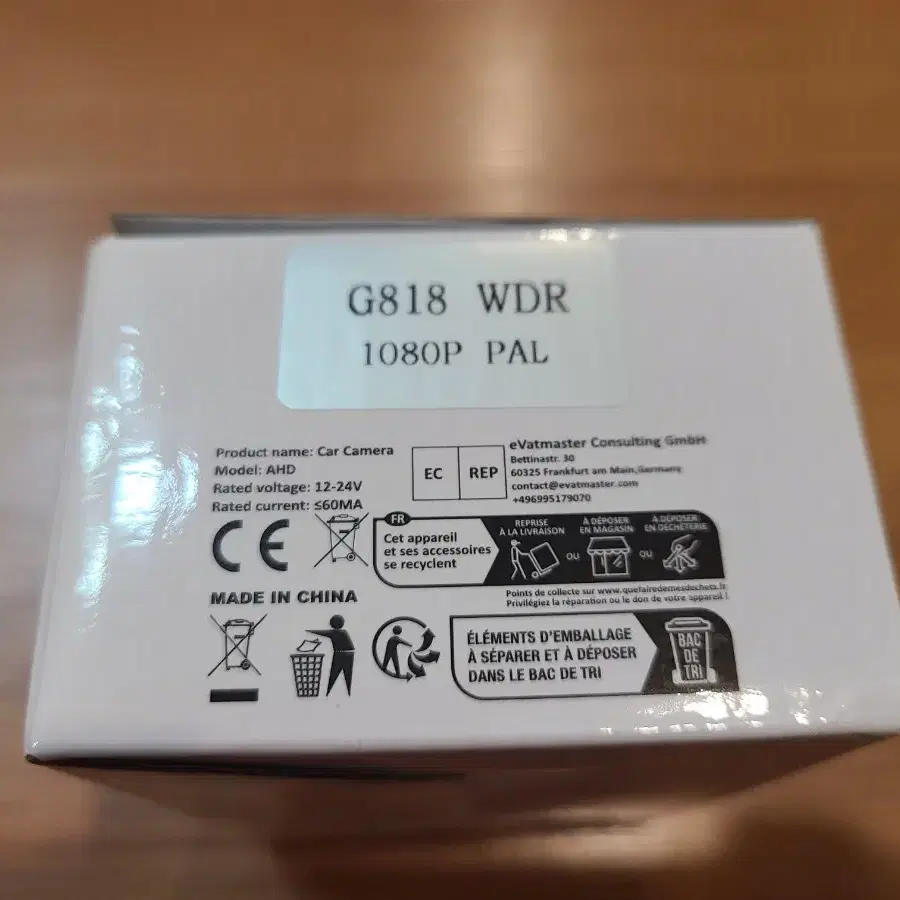 G818 WDR
1080P PAL
Product name: Car Camera
Model: AHD
Rated voltage: 12-24V
Rated current: ≤60MA
EC REP
eVatmaster Consulting GmbH
Bettinastr. 30
60325 Frankfurt am Main,Germany
contact@evatmaster.com
+496995179070
CE
FR
Cet appareil
et ses accessoires
se recyclent
REPRISE
À LA LIVRAISON
OU
À DÉPOSER
EN MAGASIN
OU
À DÉPOSER
EN DÉCHÈTERIE
Points de collecte sur www.quefairedemesdechets.fr
Privilégiez la réparation ou le don de votre appareil !
MADE IN CHINA
ÉLÉMENTS D'EMBALLAGE
À SÉPARER ET À DÉPOSER
DANS LE BAC DE TRI
BAC
DE
TRI